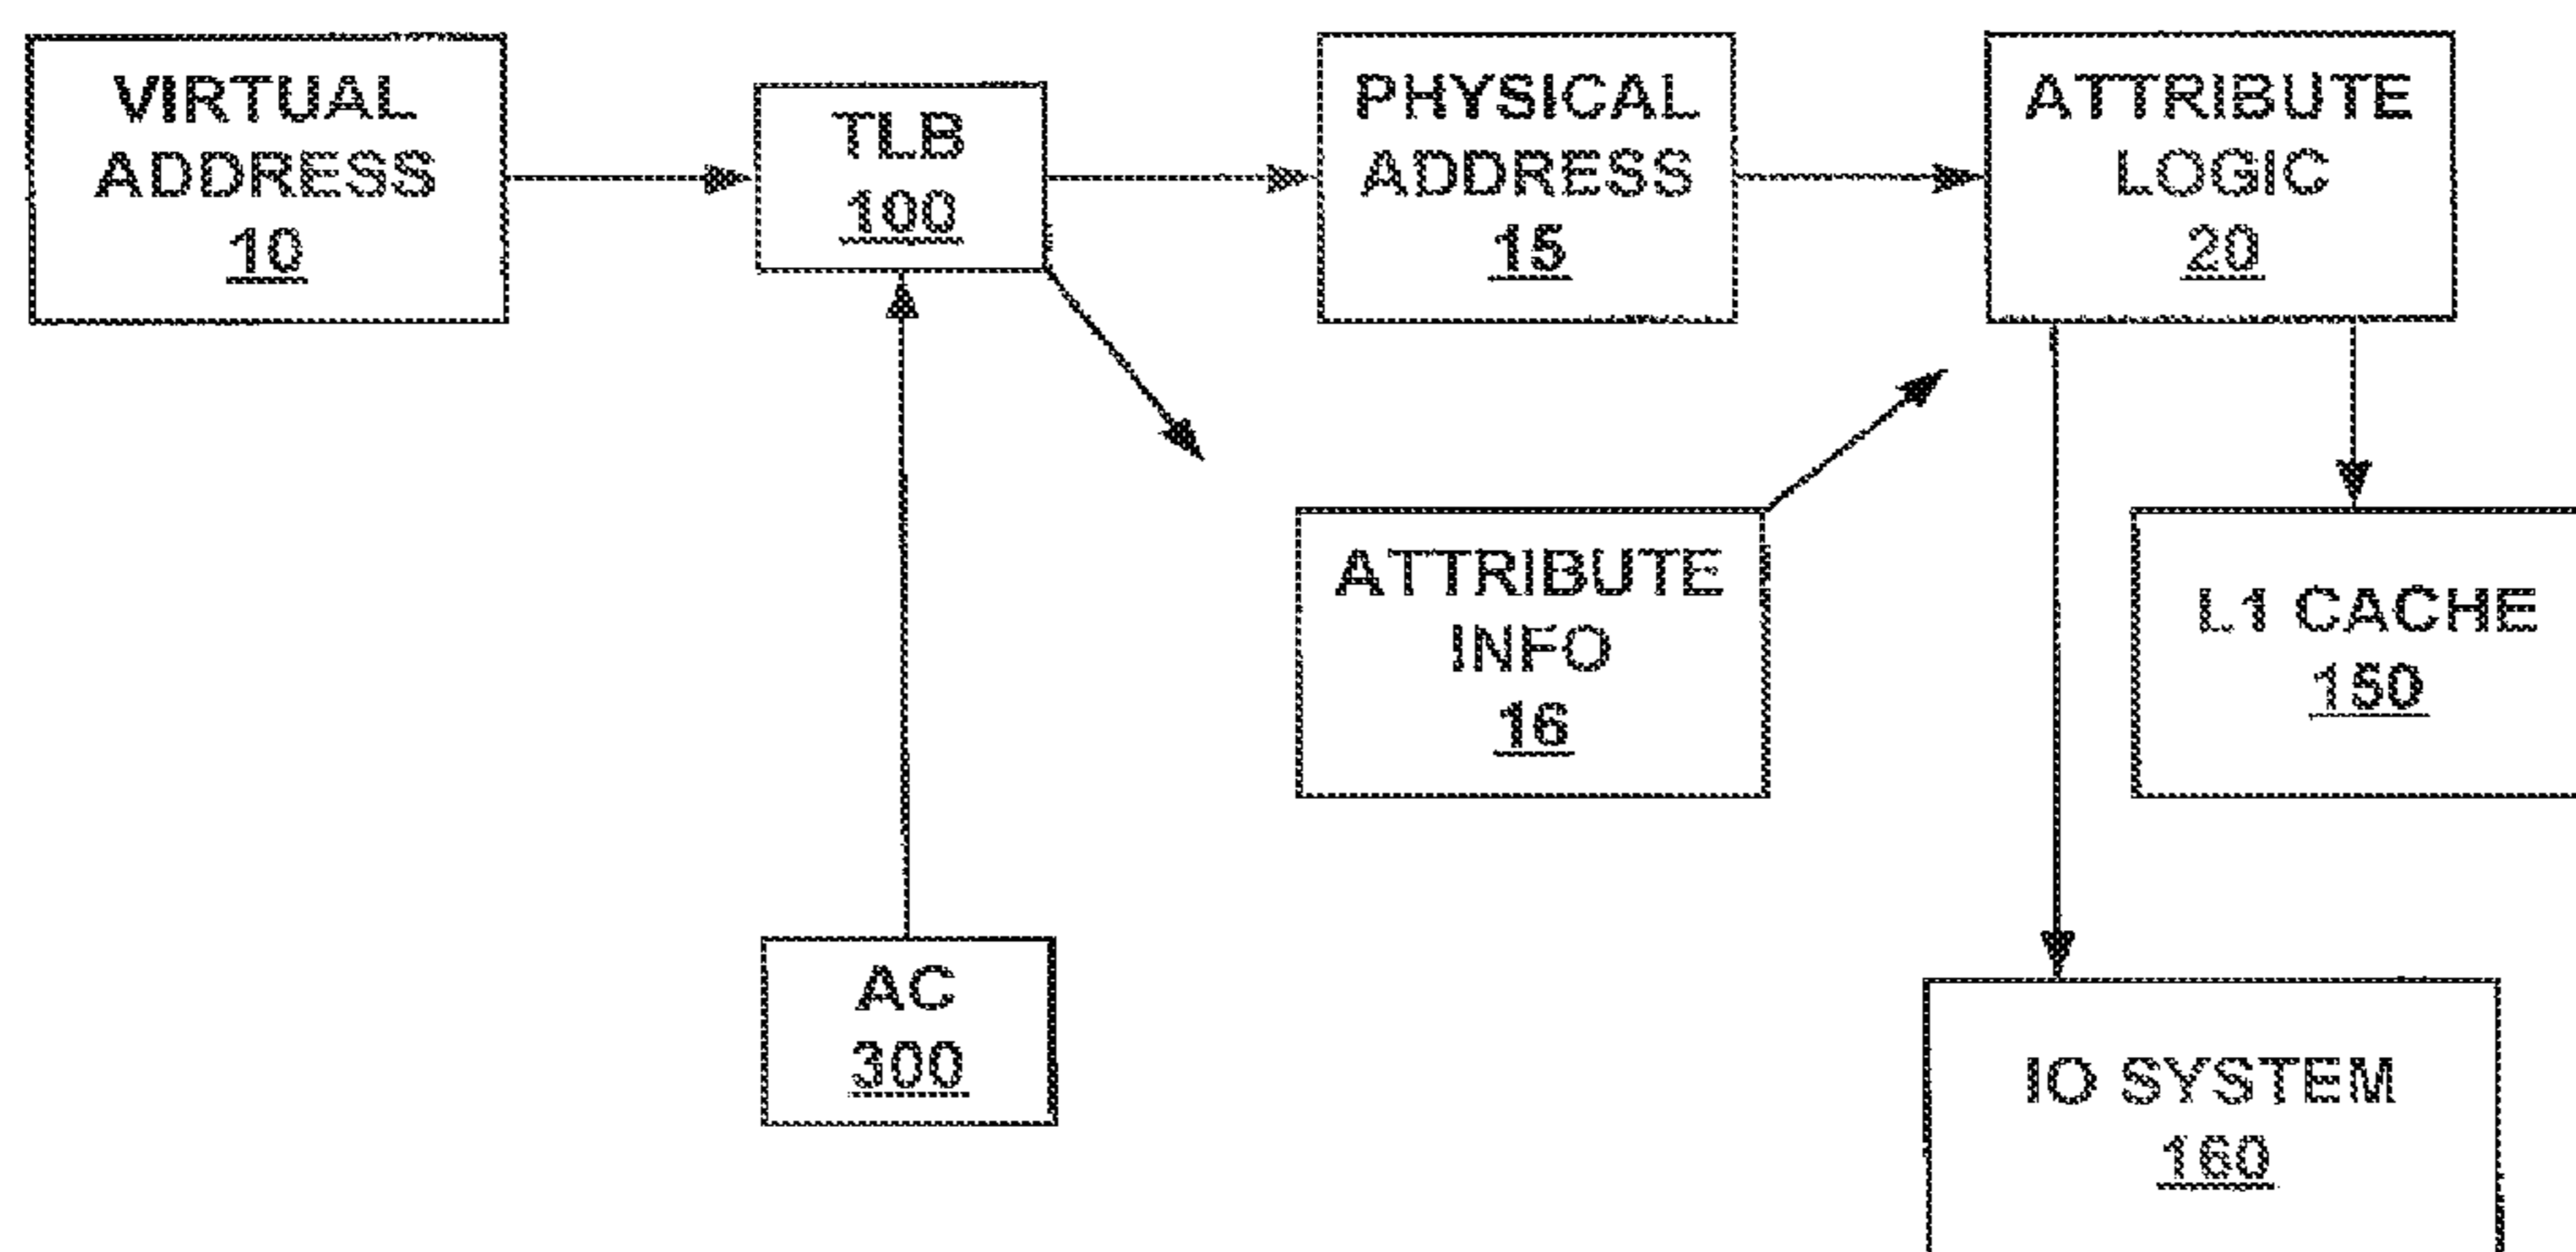 VIRTUAL
ADDRESS
10
TLB
100
PHYSICAL
ADDRESS
15
ATTRIBUTE
LOGIC
20
ATTRIBUTE
INFO
16
L1 CACHE
150
AC
300
IO SYSTEM
160